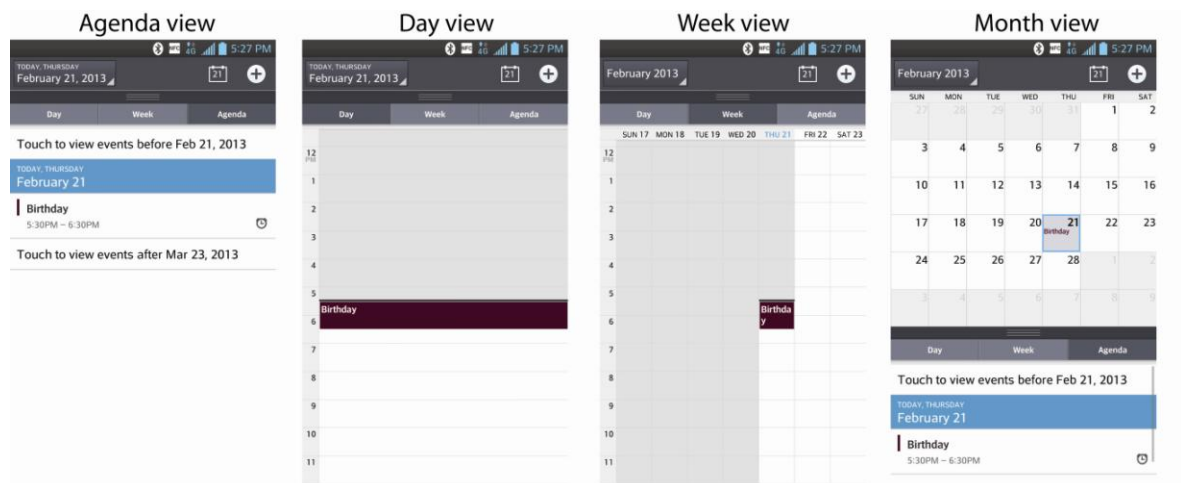 Agenda view
NFC 4G 5:27 PM
TODAY, THURSDAY
February 21, 2013
21
Day Week Agenda
Touch to view events before Feb 21, 2013
TODAY, THURSDAY
February 21
Birthday
5:30PM – 6:30PM
Touch to view events after Mar 23, 2013
Day view
NFC 4G 5:27 PM
TODAY, THURSDAY
February 21, 2013
21
Day Week Agenda
12
PM
1
2
3
4
5
Birthday
6
7
8
9
10
11
Week view
NFC 4G 5:27 PM
February 2013
21
Day Week Agenda
SUN 17 MON 18 TUE 19 WED 20 THU 21 FRI 22 SAT 23
12
PM
1
2
3
4
5
Birthda
6 y
7
8
9
10
11
Month view
NFC 4G 5:27 PM
February 2013
21
SUN MON TUE WED THU FRI SAT
27 28 29 30 31 1 2
3 4 5 6 7 8 9
10 11 12 13 14 15 16
17 18 19 20 21 22 23
Birthday
24 25 26 27 28 1 2
3 4 5 6 7 8 9
Day Week Agenda
Touch to view events before Feb 21, 2013
TODAY, THURSDAY
February 21
Birthday
5:30PM – 6:30PM